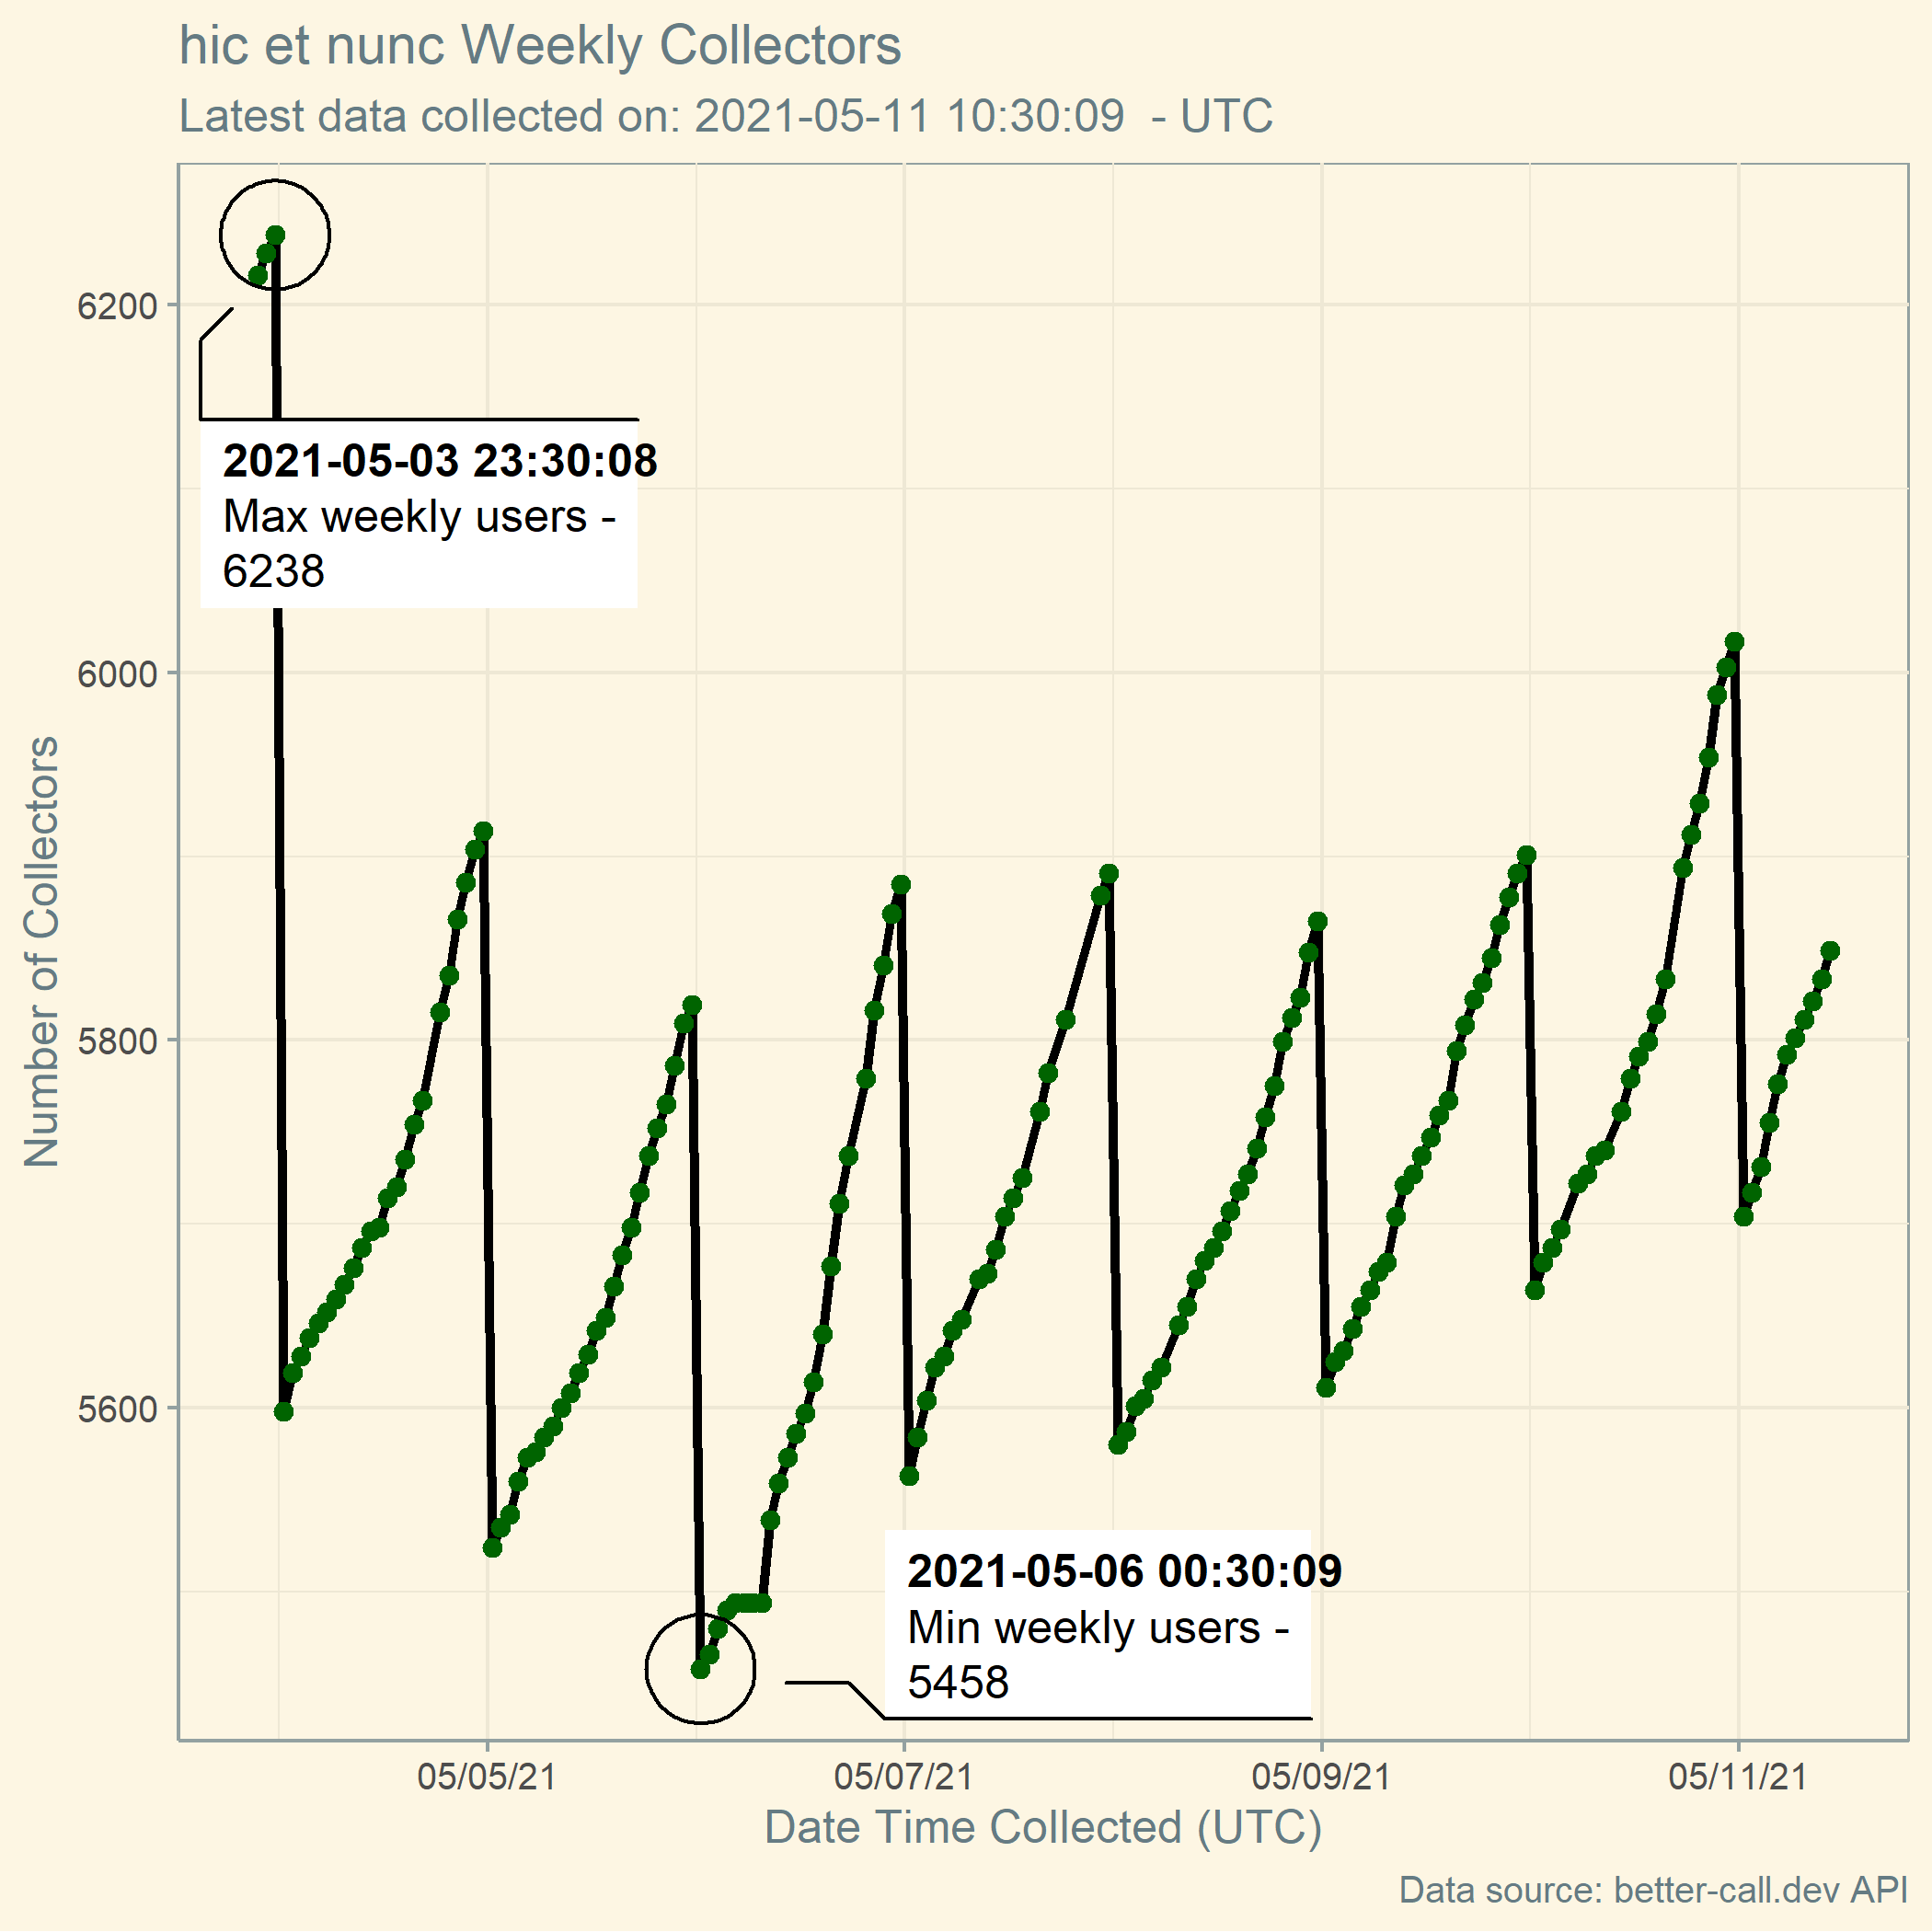 hic et nunc Weekly Collectors
Latest data collected on: 2021-05-11 10:30:09  - UTC
6200
6000
5800
5600
Number of Collectors
2021-05-03 23:30:08
Max weekly users -
6238
2021-05-06 00:30:09
Min weekly users -
5458
05/05/21
05/07/21
05/09/21
05/11/21
Date Time Collected (UTC)
Data source: better-call.dev API